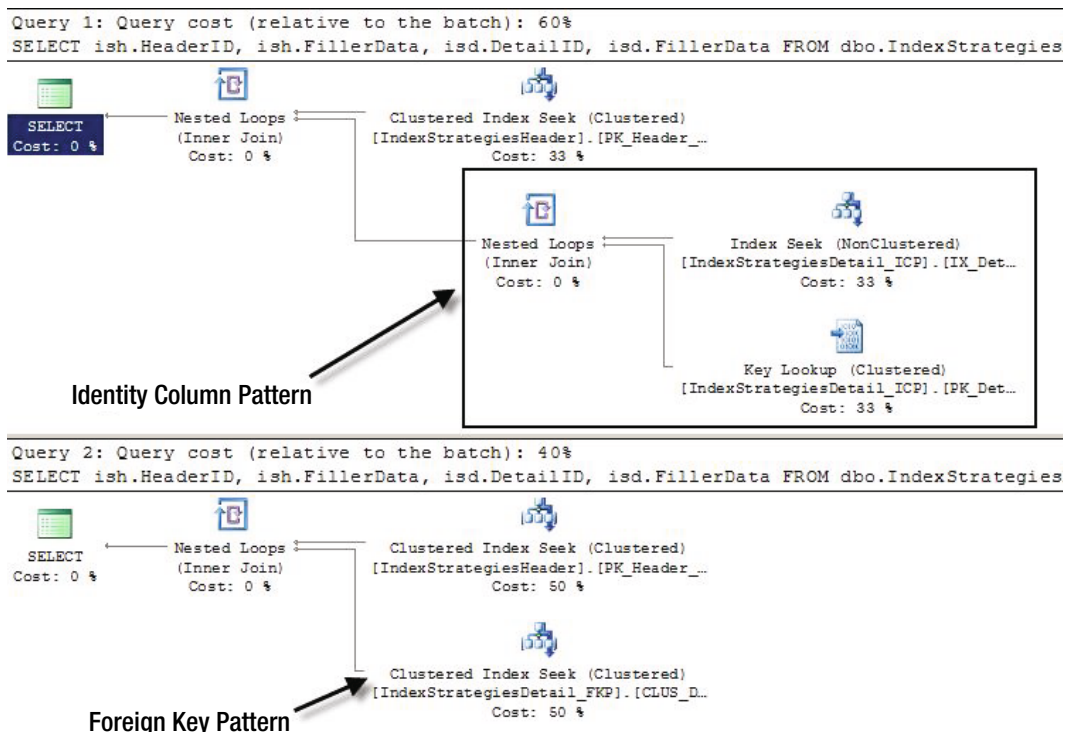 Query 1: Query cost (relative to the batch): 60%
SELECT ish.HeaderID, ish.FillerData, isd.DetailID, isd.FillerData FROM dbo.IndexStrategies
SELECT
Cost: 0 %
Nested Loops
(Inner Join)
Cost: 0 %
Clustered Index Seek (Clustered)
[IndexStrategiesHeader].[PK_Header_…
Cost: 33 %
Nested Loops
(Inner Join)
Cost: 0 %
Index Seek (NonClustered)
[IndexStrategiesDetail_ICP].[IX_Det…
Cost: 33 %
Key Lookup (Clustered)
[IndexStrategiesDetail_ICP].[PK_Det…
Cost: 33 %
Identity Column Pattern
Query 2: Query cost (relative to the batch): 40%
SELECT ish.HeaderID, ish.FillerData, isd.DetailID, isd.FillerData FROM dbo.IndexStrategies
SELECT
Cost: 0 %
Nested Loops
(Inner Join)
Cost: 0 %
Clustered Index Seek (Clustered)
[IndexStrategiesHeader].[PK_Header_…
Cost: 50 %
Clustered Index Seek (Clustered)
[IndexStrategiesDetail_FKP].[CLUS_D…
Cost: 50 %
Foreign Key Pattern